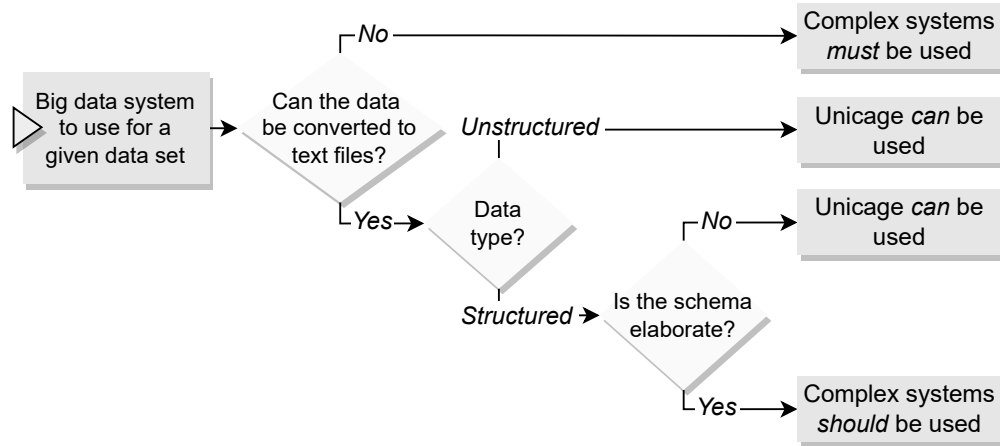 Big data system
to use for a
given data set
Can the data
be converted to
text files?
No
Complex systems
must be used
Yes
Data
type?
Unstructured
Unicage can be
used
Structured
Is the schema
elaborate?
No
Unicage can be
used
Yes
Complex systems
should be used